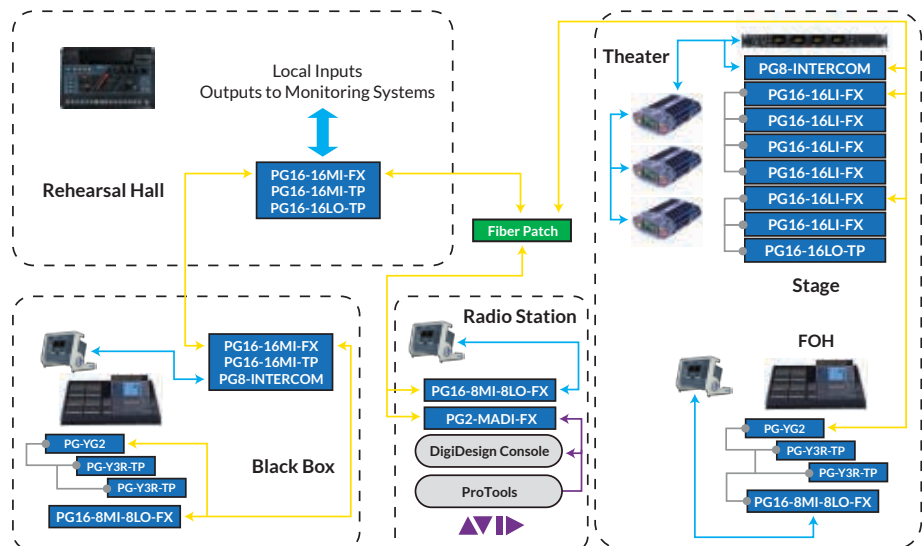 Local Inputs
Outputs to Monitoring Systems
Rehearsal Hall
PG16-16MI-FX
PG16-16MI-TP
PG16-16LO-TP
Fiber Patch
Theater
PG8-INTERCOM
PG16-16LI-FX
PG16-16LI-FX
PG16-16LI-FX
PG16-16LI-FX
PG16-16LI-FX
PG16-16LI-FX
PG16-16LO-TP
Stage
PG16-16MI-FX
PG16-16MI-TP
PG8-INTERCOM
PG-YG2
PG-Y3R-TP
PG-Y3R-TP
PG16-8MI-8LO-FX
Black Box
Radio Station
PG16-8MI-8LO-FX
PG2-MADI-FX
DigiDesign Console
ProTools
AVID
FOH
PG-YG2
PG-Y3R-TP
PG-Y3R-TP
PG16-8MI-8LO-FX